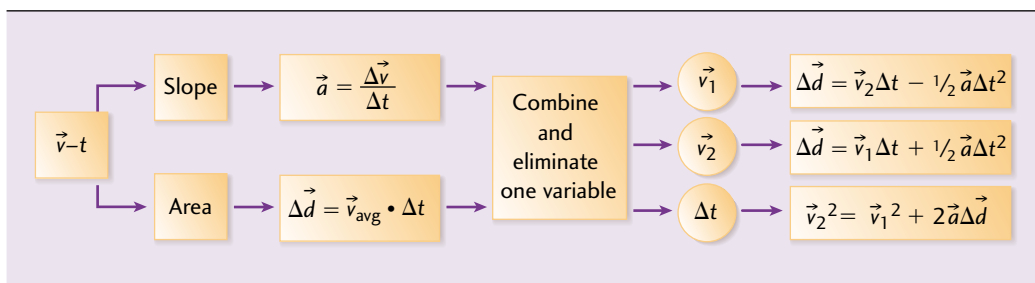 v⃗–t
Slope
a⃗ = Δv⃗ / Δt
Area
Δd⃗ = v⃗avg • Δt
Combine
and
eliminate
one variable
v⃗₁
Δd⃗ = v⃗₂Δt − 1/2 a⃗Δt²
v⃗₂
Δd⃗ = v⃗₁Δt + 1/2 a⃗Δt²
Δt
v⃗₂² = v⃗₁² + 2a⃗Δd⃗